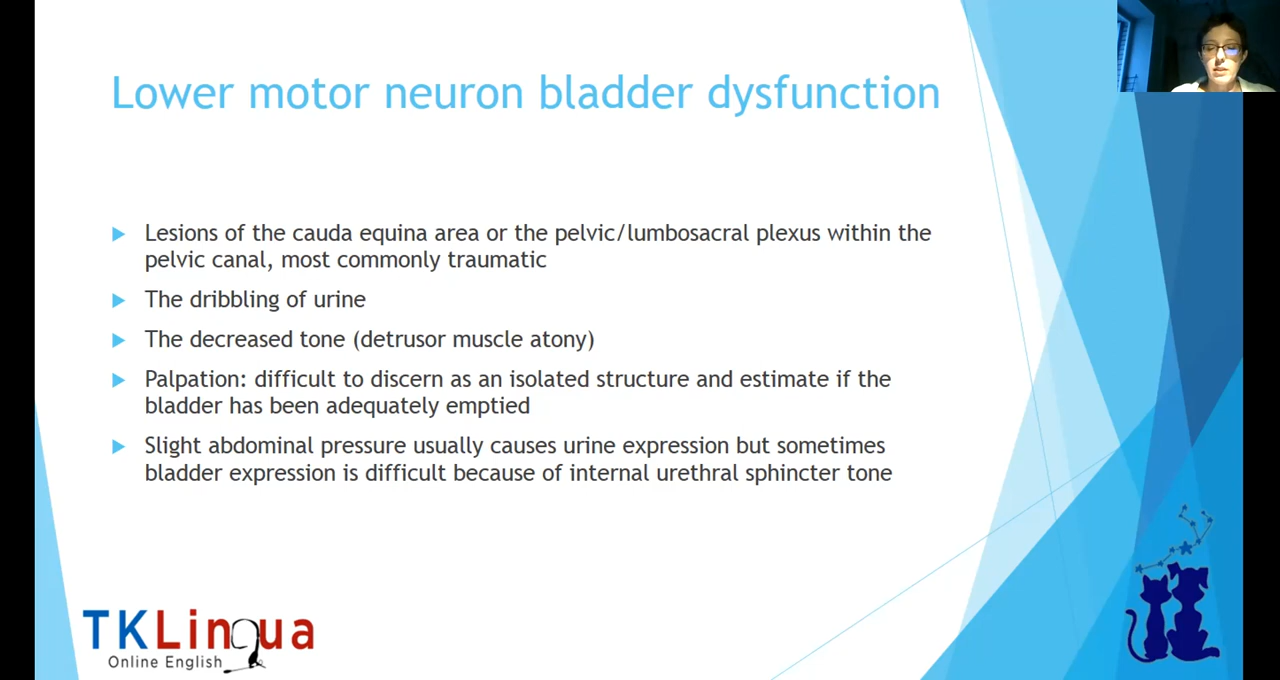 Lower motor neuron bladder dysfunction
Lesions of the cauda equina area or the pelvic/lumbosacral plexus within the
pelvic canal, most commonly traumatic
The dribbling of urine
The decreased tone (detrusor muscle atony)
Palpation: difficult to discern as an isolated structure and estimate if the
bladder has been adequately emptied
Slight abdominal pressure usually causes urine expression but sometimes
bladder expression is difficult because of internal urethral sphincter tone
TKLingua
Online English